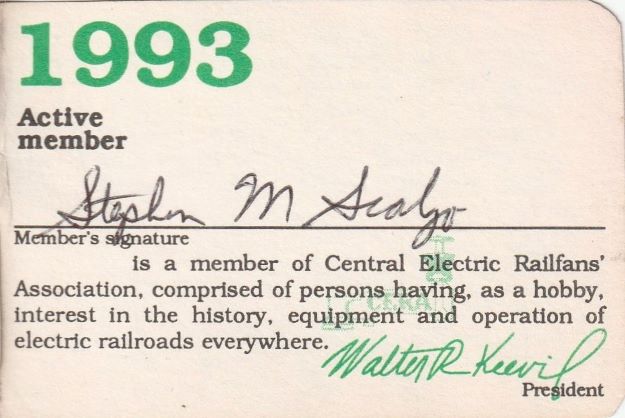 1993
Active
member
Stephen M Scalzo
Member's signature
is a member of Central Electric Railfans'
Association, comprised of persons having, as a hobby,
interest in the history, equipment and operation of
CERA
electric railroads everywhere.
Walter R Keevil
President